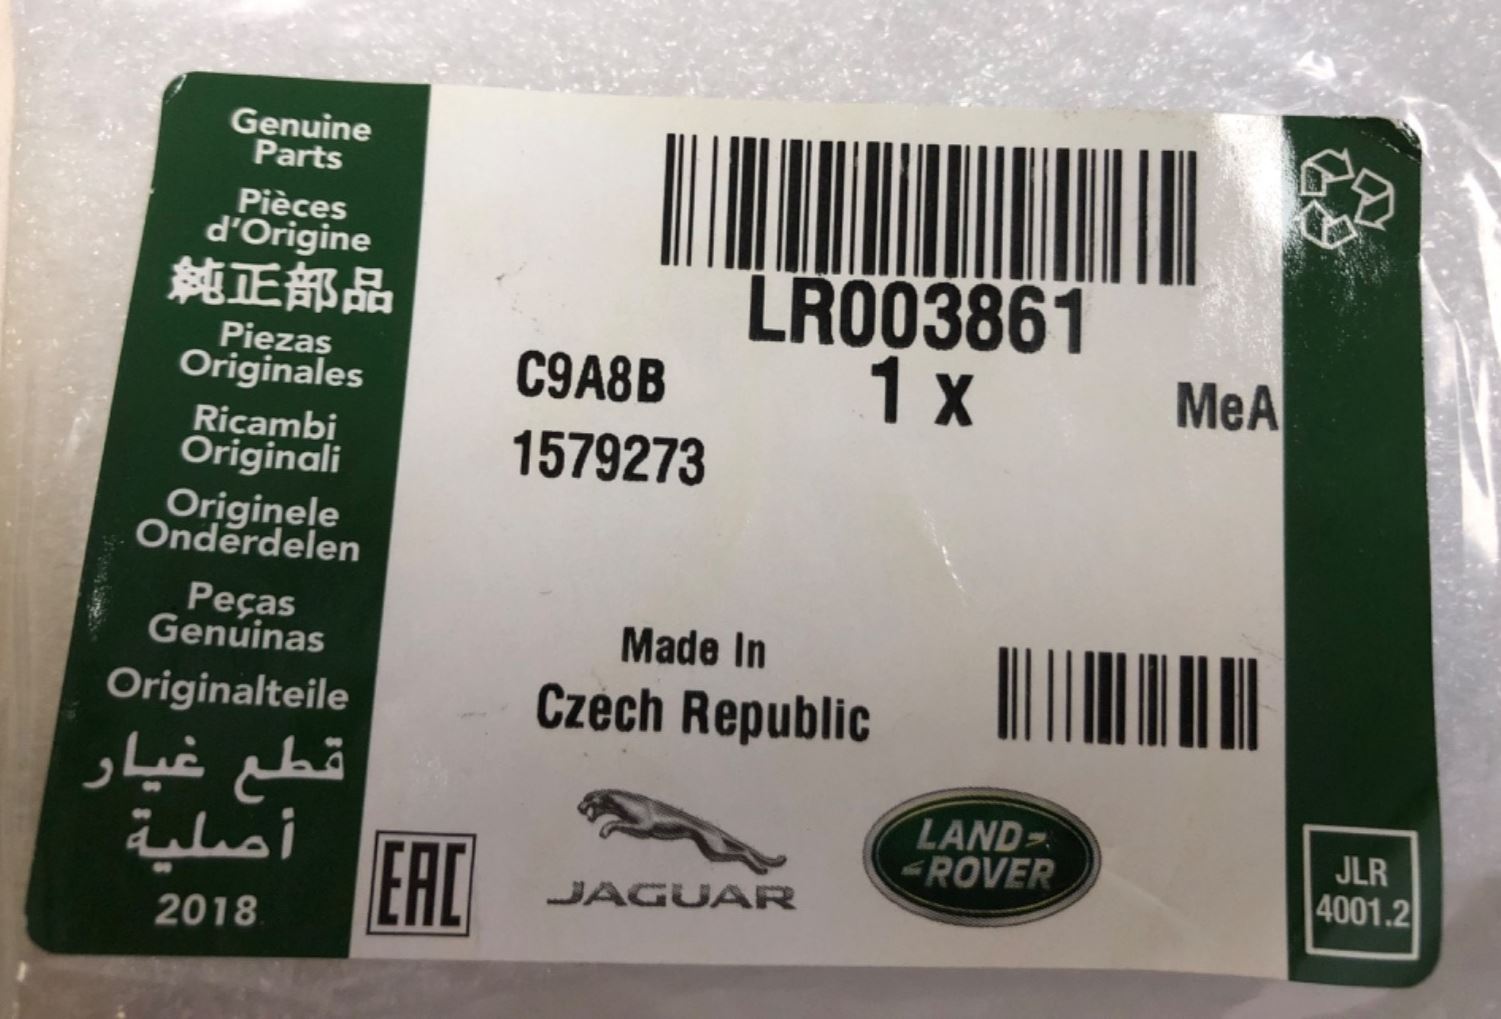 Genuine
Parts
Pièces
d'Origine
純正部品
Piezas
Originales
Ricambi
Originali
Originele
Onderdelen
Peças
Genuinas
Originalteile
قطع غيار
أصلية
2018
LR003861
C9A8B
1 x
MeA
1579273
Made In
Czech Republic
EAC
JAGUAR
LAND
ROVER
JLR
4001.2